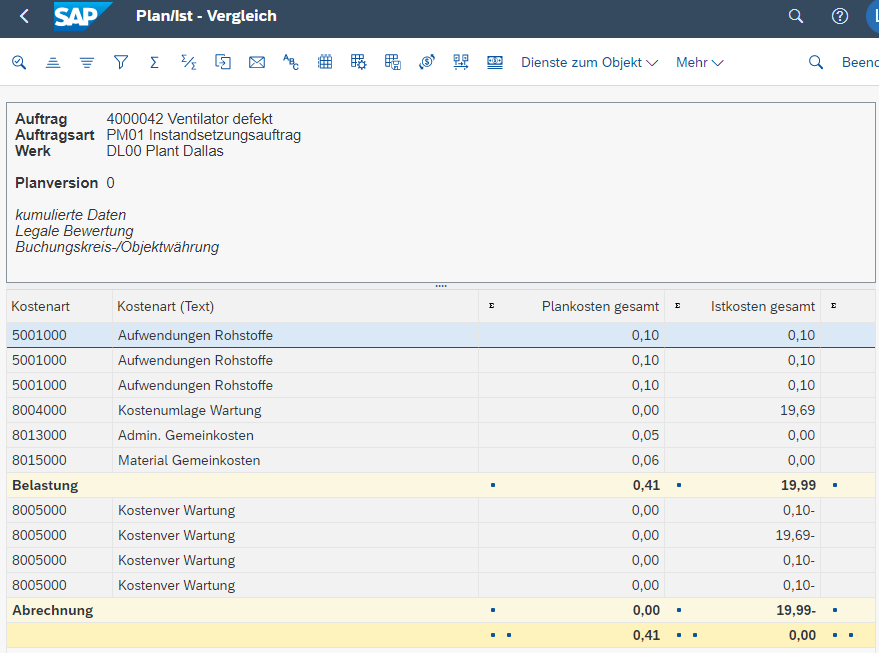 SAP Plan/Ist - Vergleich
Dienste zum Objekt Mehr
Auftrag 4000042 Ventilator defekt
Auftragsart PM01 Instandsetzungsauftrag
Werk DL00 Plant Dallas
Planversion 0
kumulierte Daten
Legale Bewertung
Buchungskreis-/Objektwährung
Kostenart Kostenart (Text) Σ Plankosten gesamt Σ Istkosten gesamt Σ
5001000 Aufwendungen Rohstoffe 0,10 0,10
5001000 Aufwendungen Rohstoffe 0,10 0,10
5001000 Aufwendungen Rohstoffe 0,10 0,10
8004000 Kostenumlage Wartung 0,00 19,69
8013000 Admin. Gemeinkosten 0,05 0,00
8015000 Material Gemeinkosten 0,06 0,00
Belastung 0,41 19,99
8005000 Kostenver Wartung 0,00 0,10-
8005000 Kostenver Wartung 0,00 19,69-
8005000 Kostenver Wartung 0,00 0,10-
8005000 Kostenver Wartung 0,00 0,10-
Abrechnung 0,00 19,99-
0,41 0,00